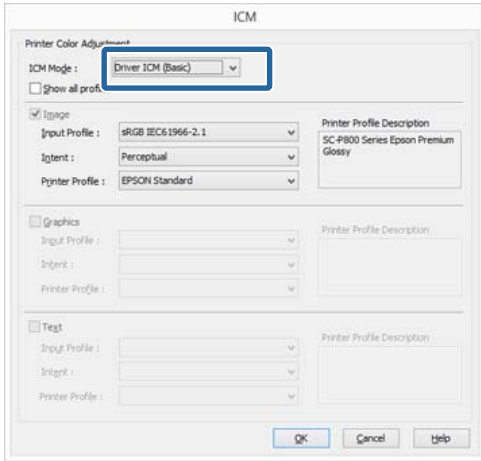 ICM
Printer Color Adjustment
ICM Mode : Driver ICM (Basic)
Show all prof
Image
Input Profile : sRGB IEC61966-2.1
Intent : Perceptual
Printer Profile : EPSON Standard
Printer Profile Description
SC-P800 Series Epson Premium
Glossy
Graphics
Input Profile :
Intent :
Printer Profile :
Printer Profile Description
Text
Input Profile :
Intent :
Printer Profile :
Printer Profile Description
OK Cancel Help